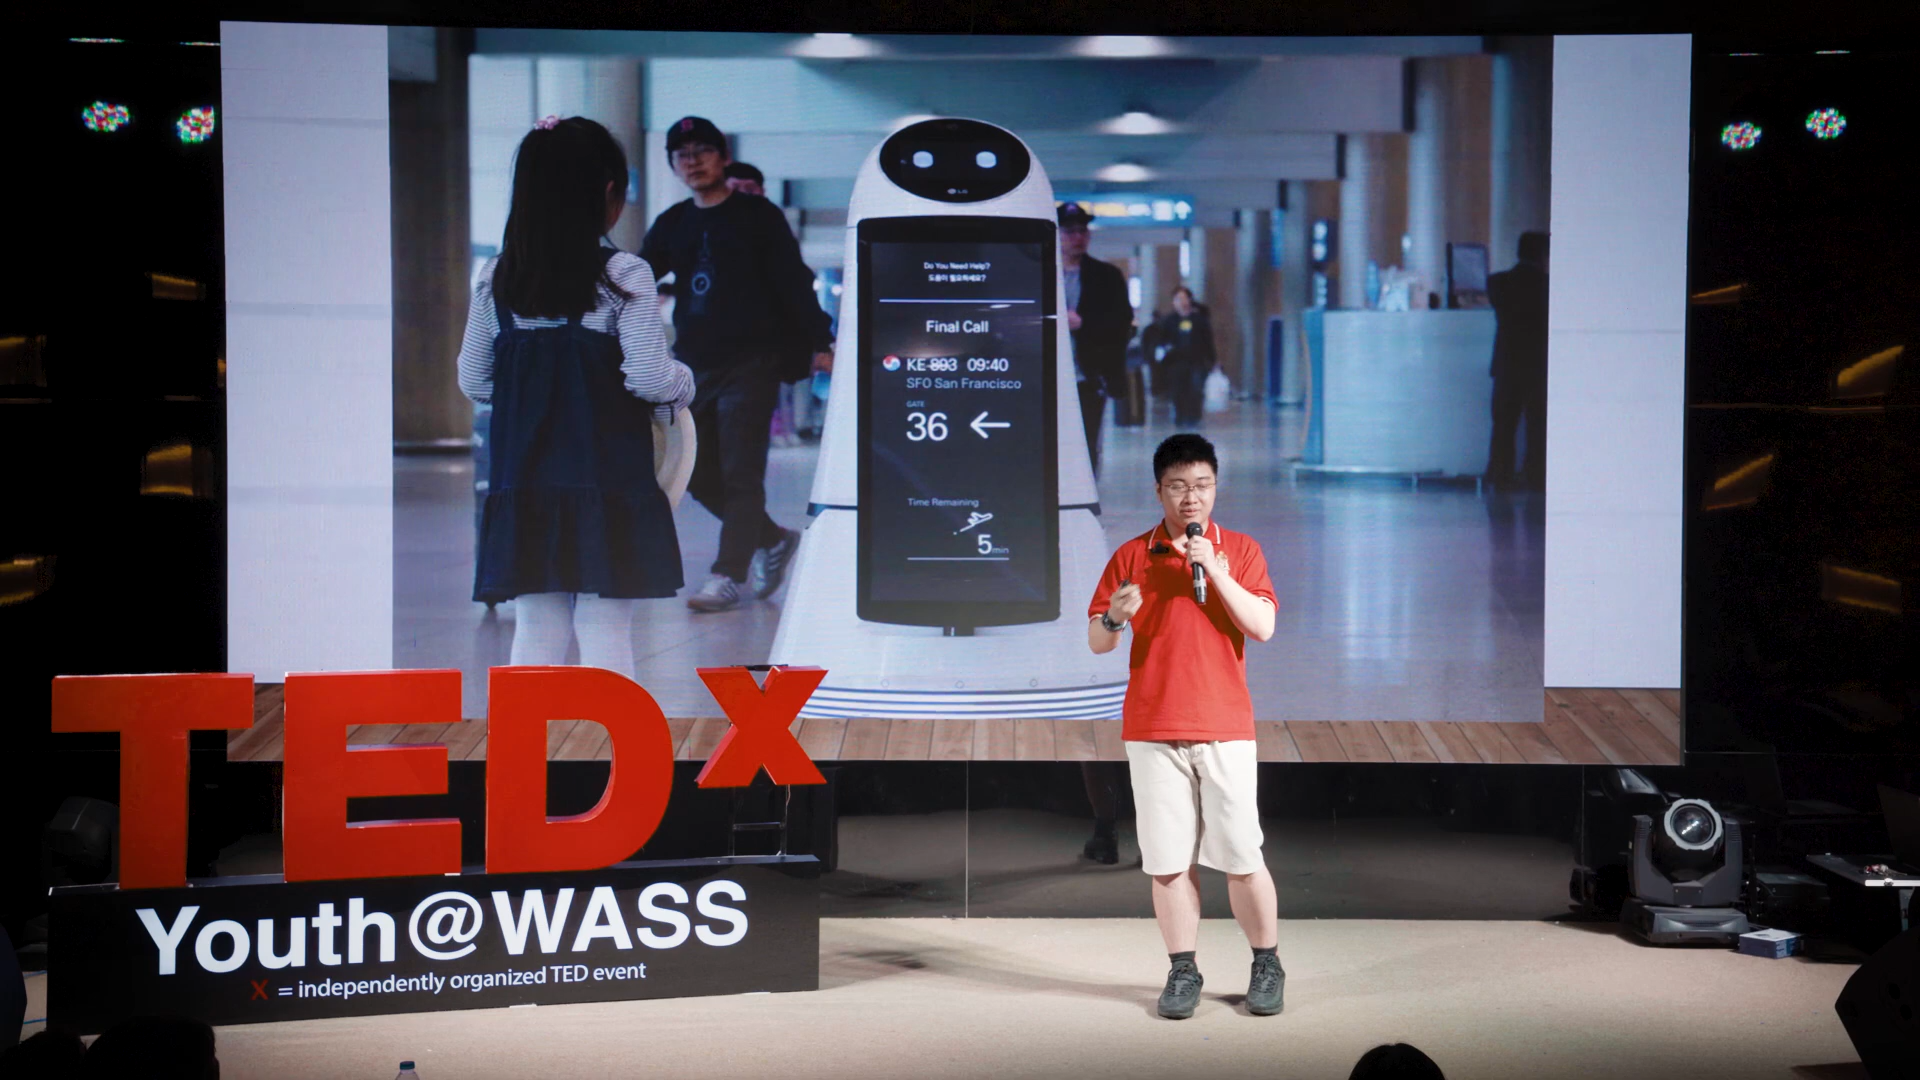 LG
Do You Need Help?
도움이 필요하세요?
Final Call
KE 893 09:40
SFO San Francisco
GATE
36 ←
Time Remaining
5min
TEDx
Youth@WASS
X = independently organized TED event